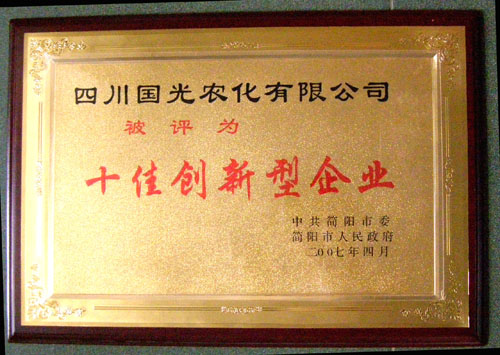 四川国光农化有限公司
被评为
十佳创新型企业
中共简阳市委
简阳市人民政府
二00七年四月